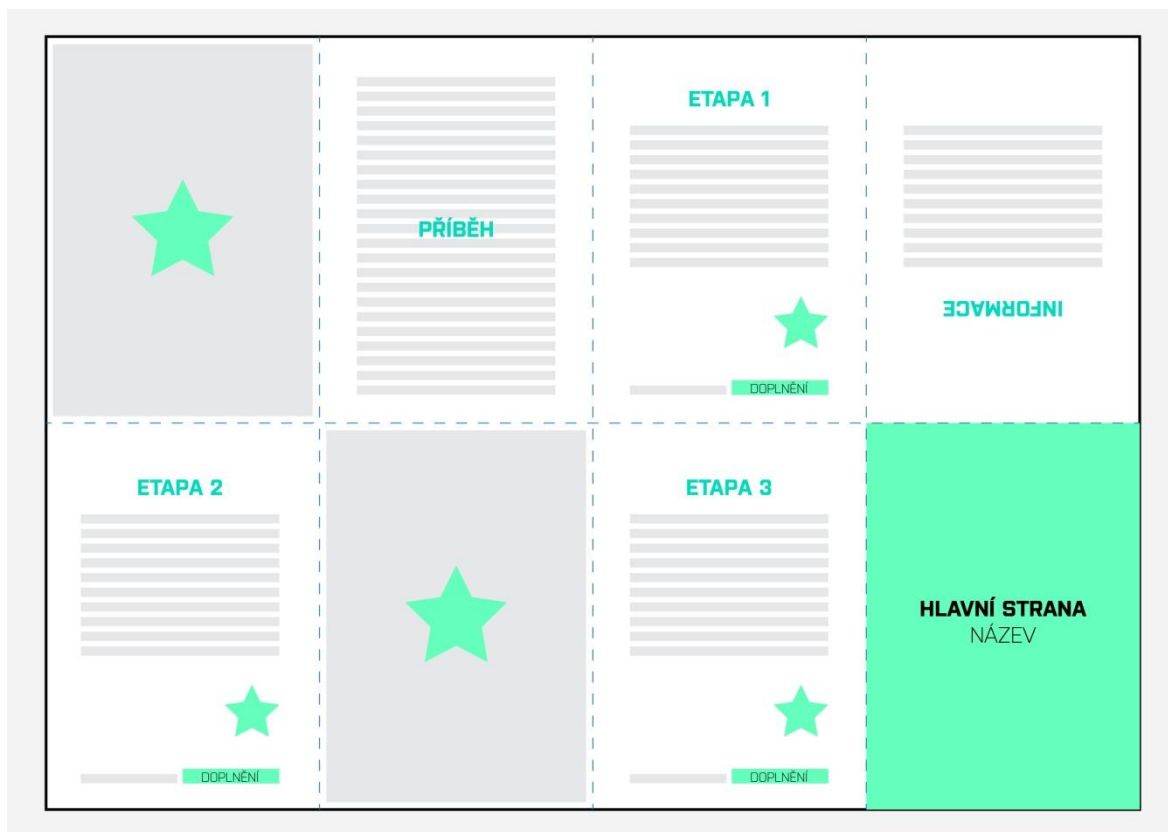 PŘÍBĚH
ETAPA 1
DOPLNĚNÍ
INFORMACE
ETAPA 2
DOPLNĚNÍ
ETAPA 3
DOPLNĚNÍ
HLAVNÍ STRANA
NÁZEV